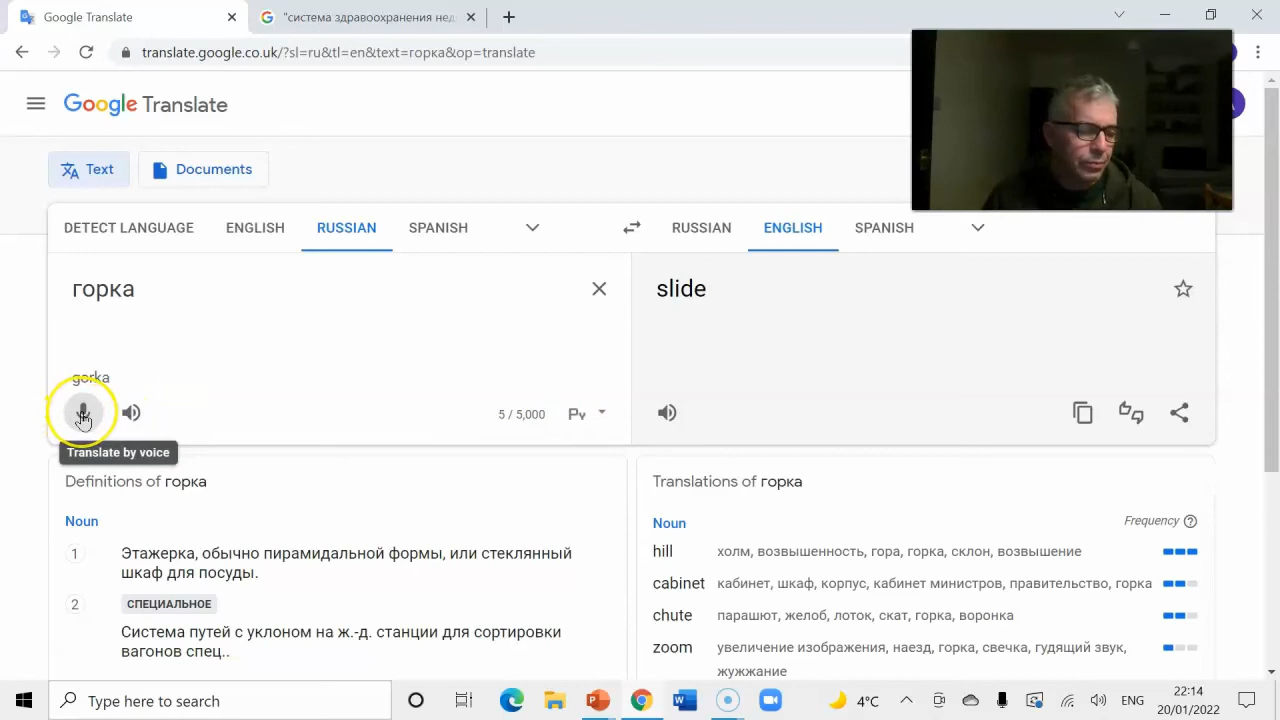 Google Translate
"система здравоохранения нед
translate.google.co.uk/?sl=ru&tl=en&text=горка&op=translate
Google Translate
Text
Documents
DETECT LANGUAGE
ENGLISH
RUSSIAN
SPANISH
RUSSIAN
ENGLISH
SPANISH
горка
slide
gorka
5 / 5,000
Translate by voice
Definitions of горка
Noun
1
Этажерка, обычно пирамидальной формы, или стеклянный
шкаф для посуды.
2
СПЕЦИАЛЬНОЕ
Система путей с уклоном на ж.-д. станции для сортировки
вагонов спец..
Translations of горка
Noun
Frequency
hill
холм, возвышенность, гора, горка, склон, возвышение
cabinet
кабинет, шкаф, корпус, кабинет министров, правительство, горка
chute
парашют, желоб, лоток, скат, горка, воронка
zoom
увеличение изображения, наезд, горка, свечка, гудящий звук,
жужжание
Type here to search
4°C
ENG
22:14
20/01/2022